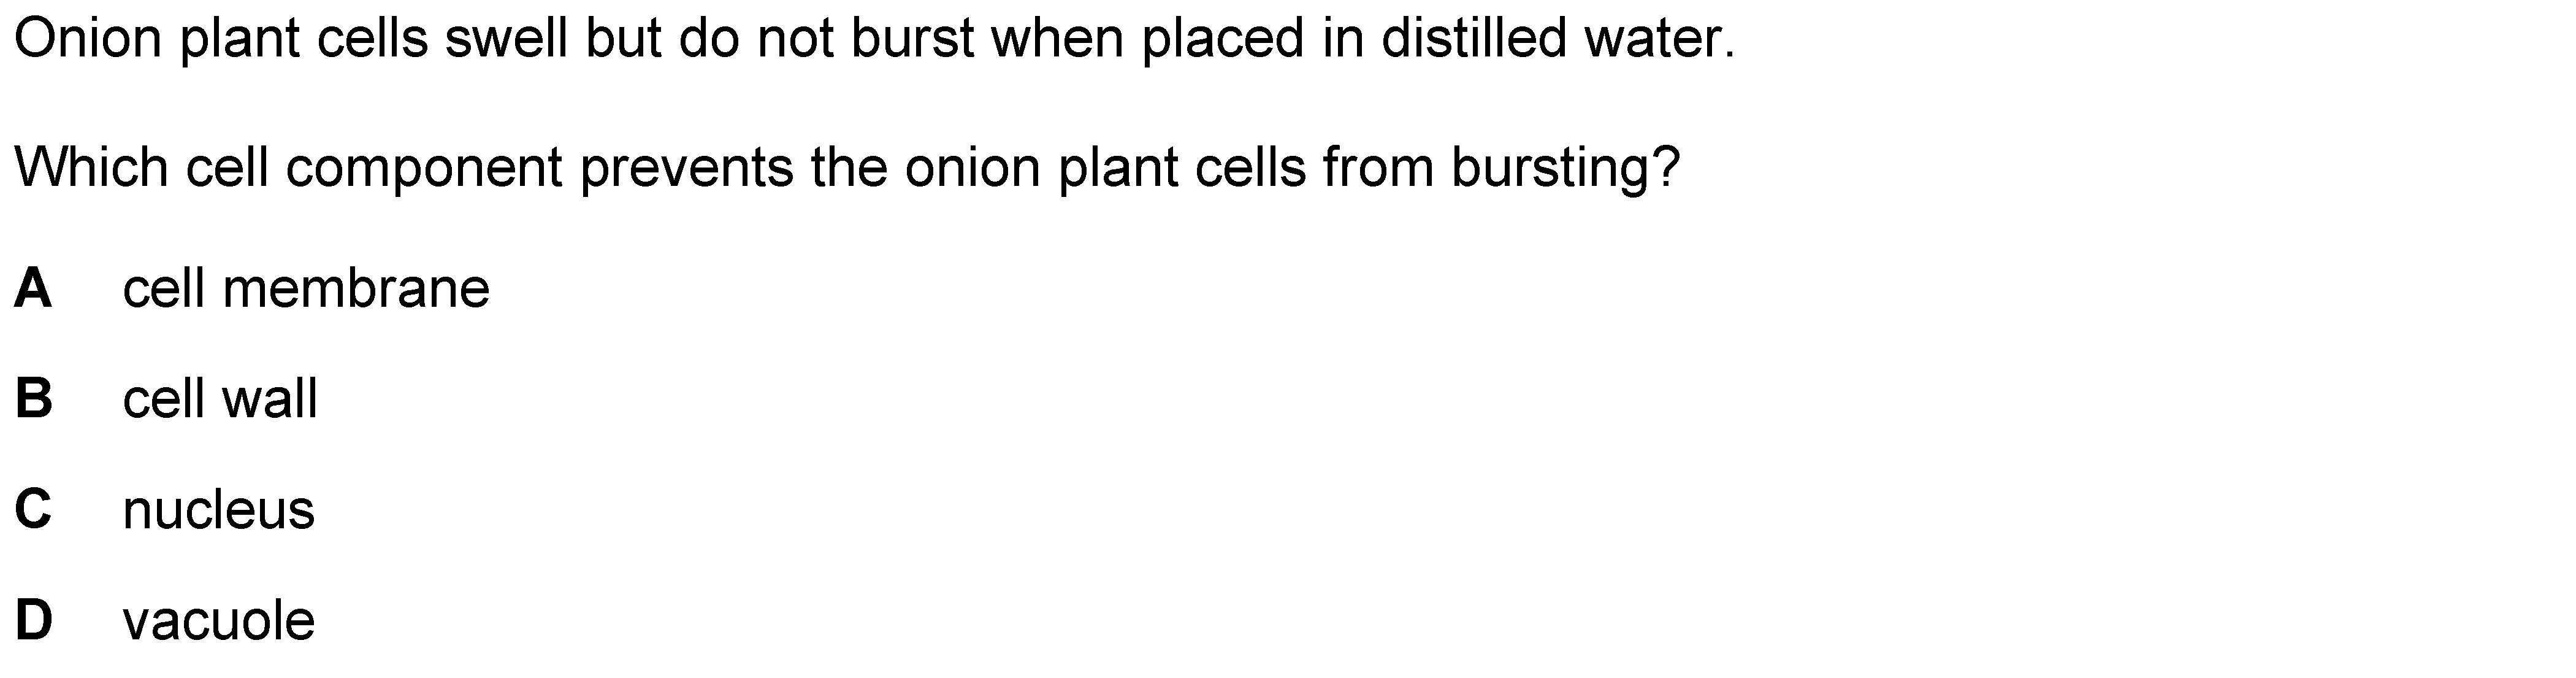 Onion plant cells swell but do not burst when placed in distilled water.
Which cell component prevents the onion plant cells from bursting?
A cell membrane
B cell wall
C nucleus
D vacuole